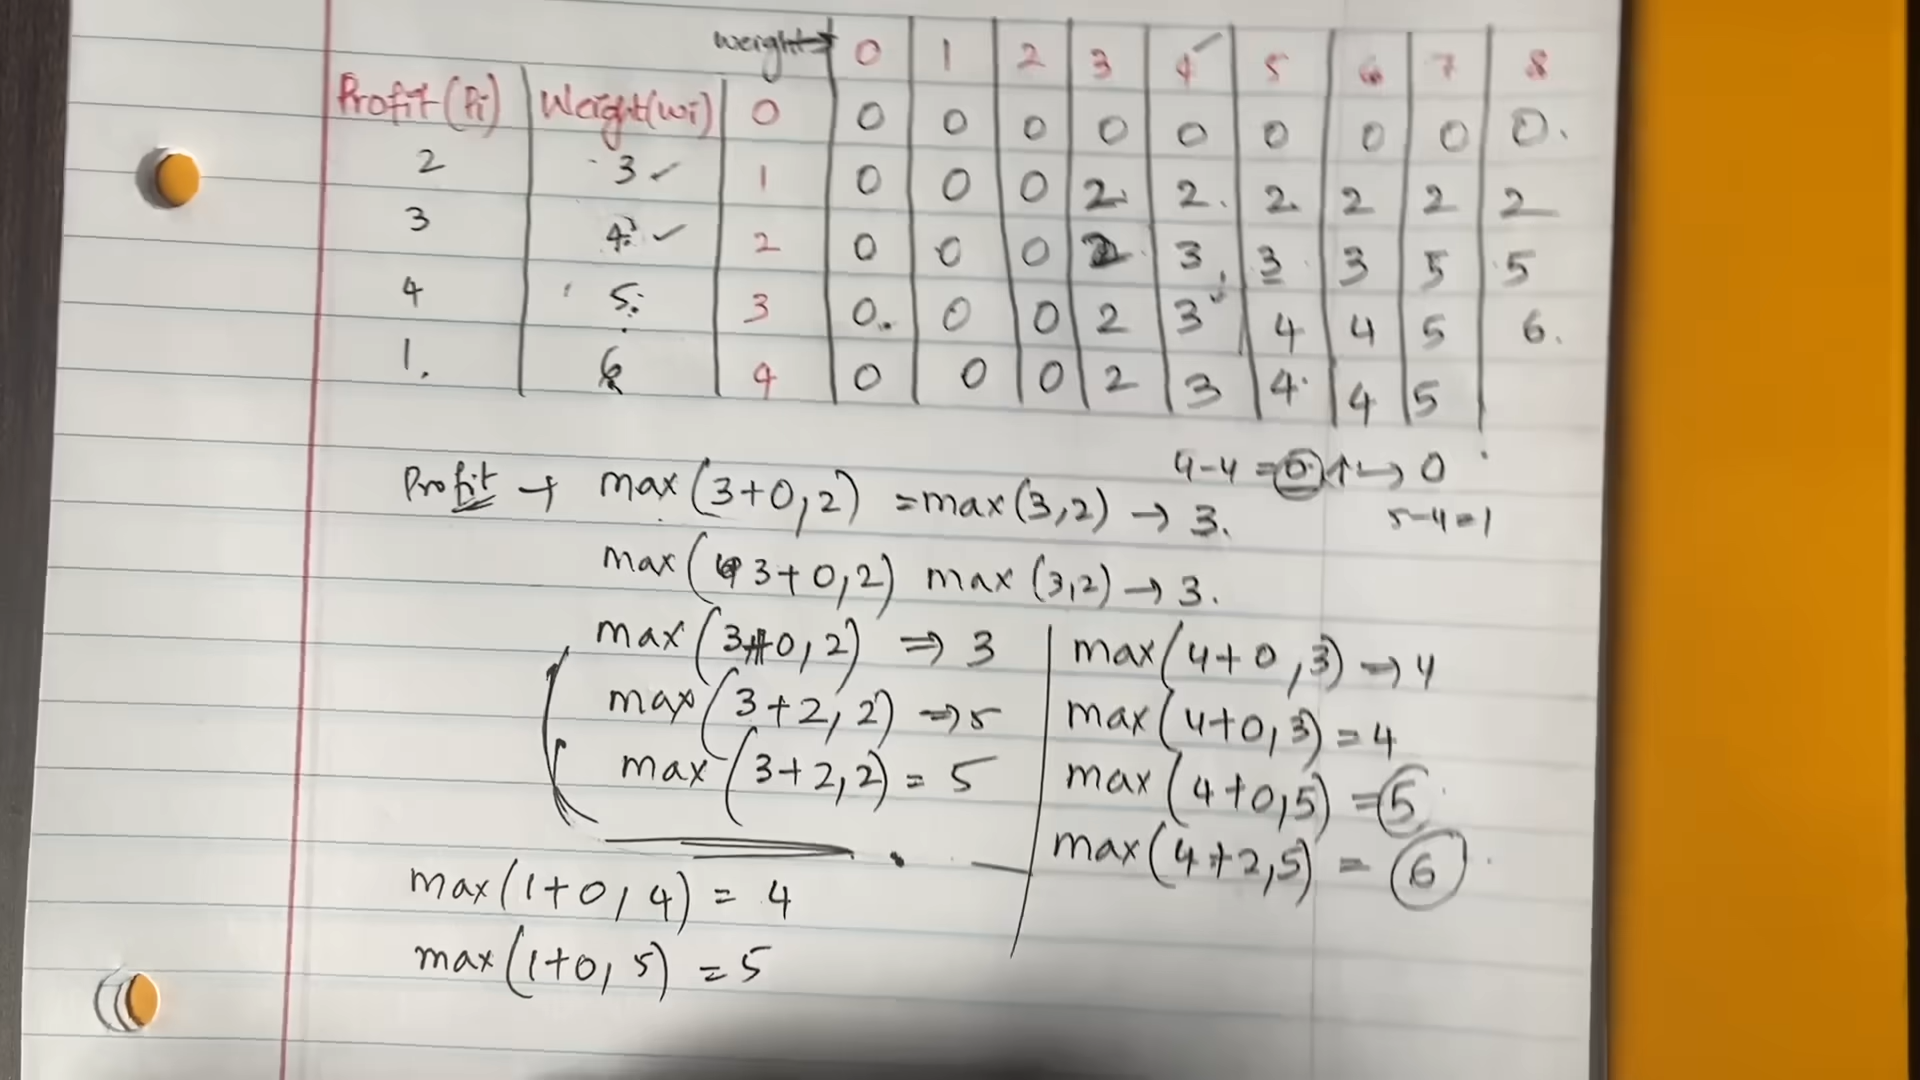 weight→ 0 1 2 3 4 5 6 7 8
Profit(Pi) Weight(wi) 0 0 0 0 0 0 0 0 0 0.
2 3 ✓ 1 0 0 0 2 2. 2. 2 2 2
3 4 ✓ 2 0 0 0 2 3 3 3 5 5
4 5 3 0 0 0 2 3 4 4 5 6.
1. 6 4 0 0 0 2 3 4 4 5
4-4 = 0 ↑ → 0
5-4=1
Profit → max(3+0,2) = max(3,2) → 3.
max(3+0,2) max(3,2) → 3.
max(3+0,2) ⇒ 3
max(3+2,2) ⇒ 5
max(3+2,2) = 5
max(4+0,3) → 4
max(4+0,3) = 4
max(4+0,5) = 5
max(4+2,5) = 6
max(1+0,4) = 4
max(1+0,5) = 5